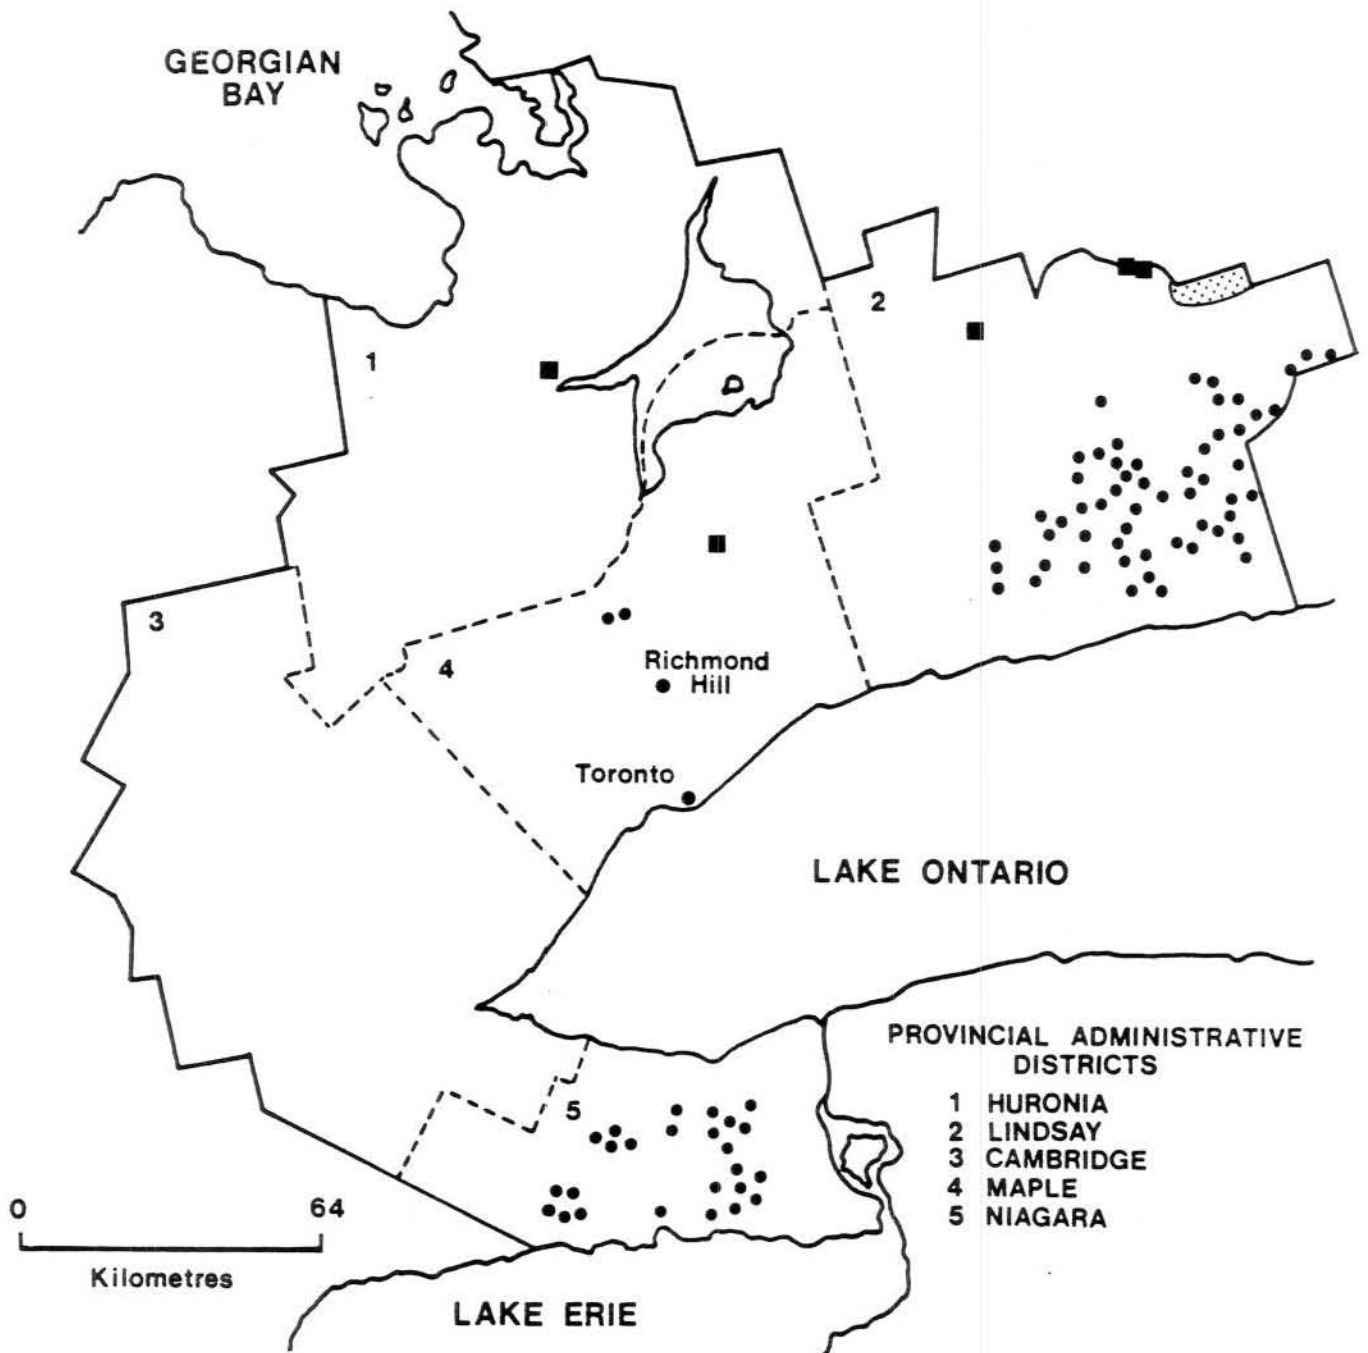 GEORGIAN
BAY
1
2
3
4
Richmond
Hill
Toronto
LAKE ONTARIO
PROVINCIAL ADMINISTRATIVE
DISTRICTS
1 HURONIA
2 LINDSAY
3 CAMBRIDGE
4 MAPLE
5 NIAGARA
5
0 64
Kilometres
LAKE ERIE